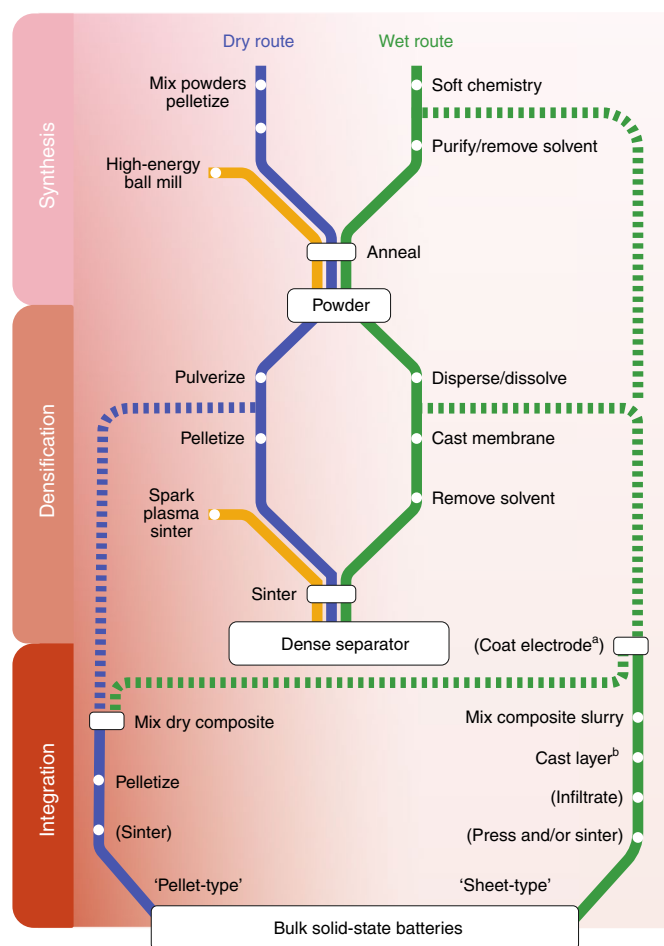 Dry route
Wet route
Synthesis
Mix powders
pelletize
Soft chemistry
Purify/remove solvent
High-energy
ball mill
Anneal
Powder
Densification
Pulverize
Disperse/dissolve
Pelletize
Cast membrane
Spark
plasma
sinter
Remove solvent
Sinter
Dense separator
Integration
(Coat electrodeᵃ)
Mix dry composite
Mix composite slurry
Pelletize
Cast layerᵇ
(Infiltrate)
(Sinter)
(Press and/or sinter)
‘Pellet-type’
‘Sheet-type’
Bulk solid-state batteries